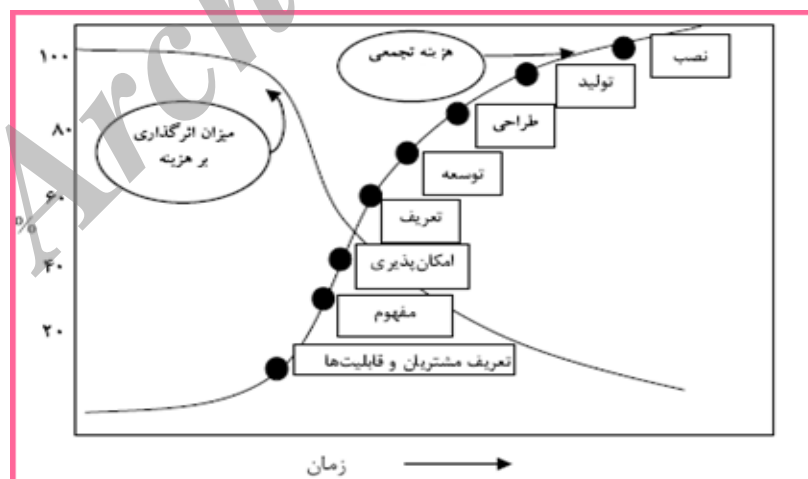 Arch
۱۰۰
۸۰
۶۰
%
۴۰
۲۰
هزینه تجمعی
میزان اثرگذاری
بر هزینه
نصب
تولید
طراحی
توسعه
تعریف
امکان‌پذیری
مفهوم
تعریف مشتریان و قابلیت‌ها
زمان